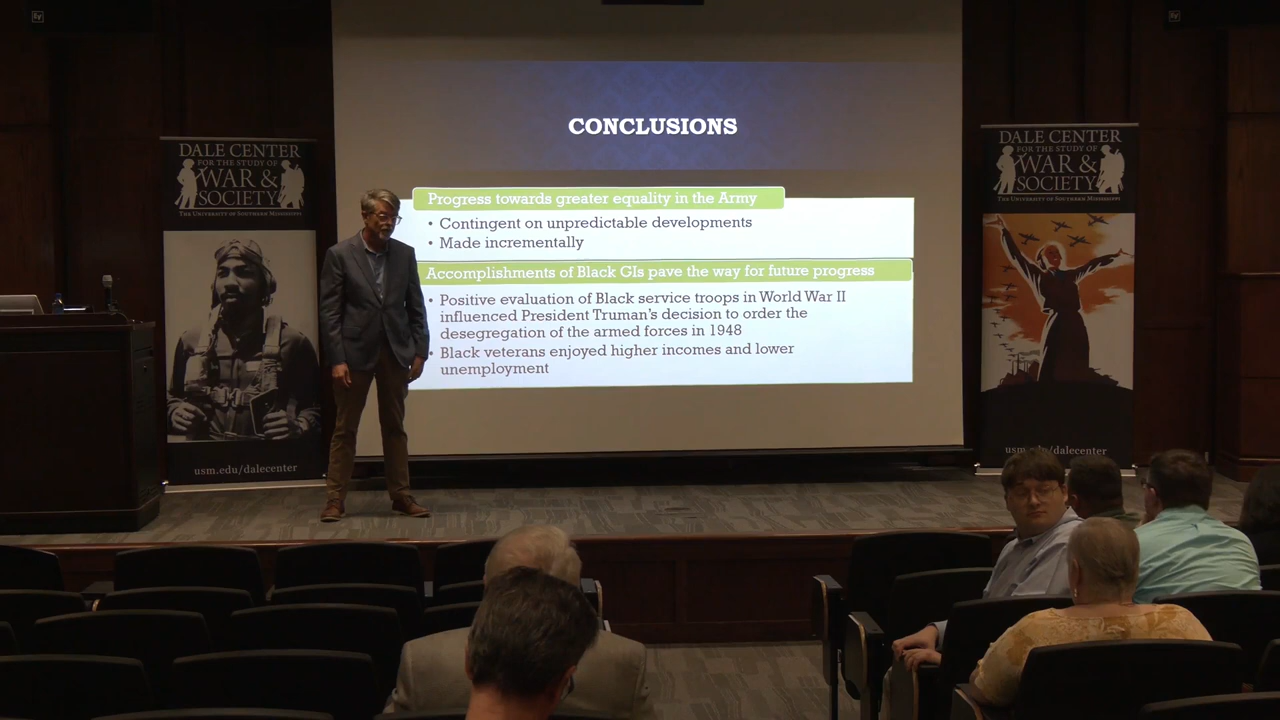 CONCLUSIONS
Progress towards greater equality in the Army
• Contingent on unpredictable developments
• Made incrementally
Accomplishments of Black GIs pave the way for future progress
• Positive evaluation of Black service troops in World War II
influenced President Truman's decision to order the
desegregation of the armed forces in 1948
• Black veterans enjoyed higher incomes and lower
unemployment
DALE CENTER
FOR THE STUDY OF
WAR &
SOCIETY
THE UNIVERSITY OF SOUTHERN MISSISSIPPI
usm.edu/dalecenter
DALE CENTER
FOR THE STUDY OF
WAR &
SOCIETY
THE UNIVERSITY OF SOUTHERN MISSISSIPPI
usm.edu/dalecenter